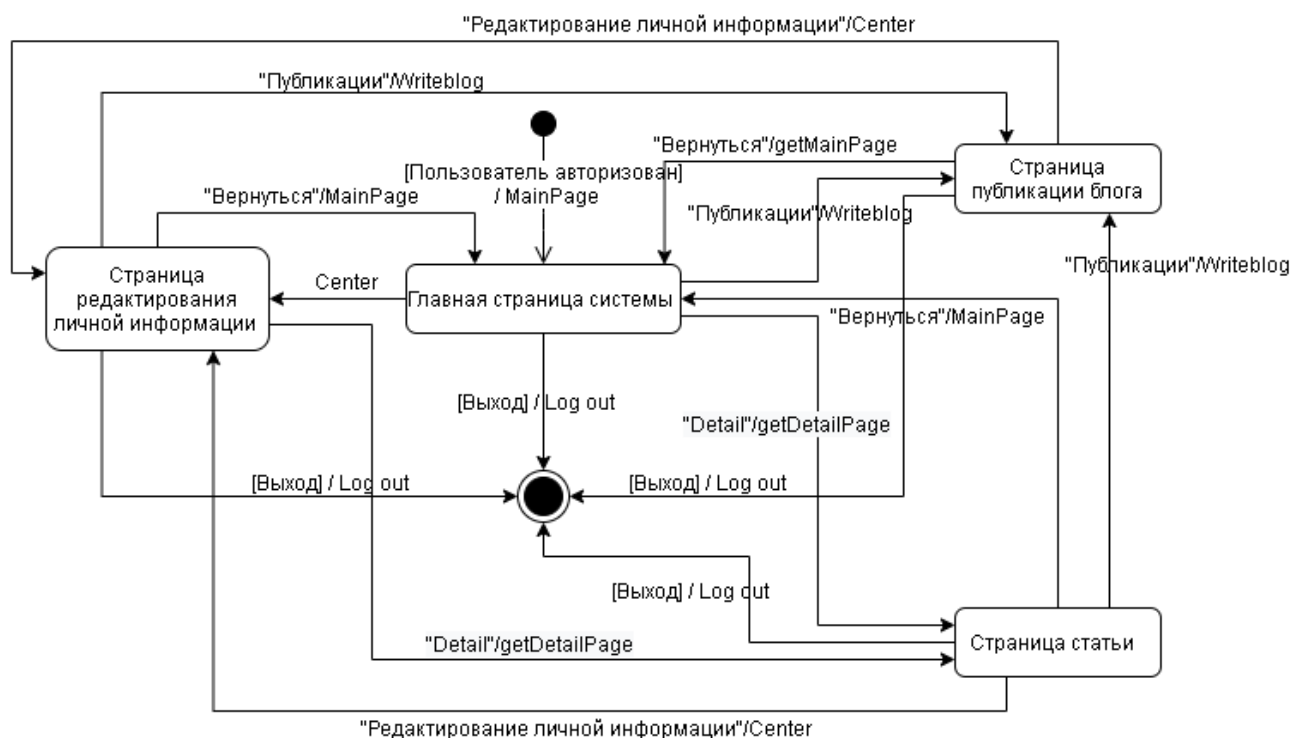 "Редактирование личной информации"/Center
"Публикации"/Writeblog
"Вернуться"/getMainPage
Страница
публикации блога
[Пользователь авторизован]
/ MainPage
"Вернуться"/MainPage
"Публикации"/Writeblog
"Публикации"/Writeblog
Страница
редактирования
личной информации
Center
Главная страница системы
"Вернуться"/MainPage
[Выход] / Log out
"Detail"/getDetailPage
[Выход] / Log out
[Выход] / Log out
[Выход] / Log out
"Detail"/getDetailPage
Страница статьи
"Редактирование личной информации"/Center